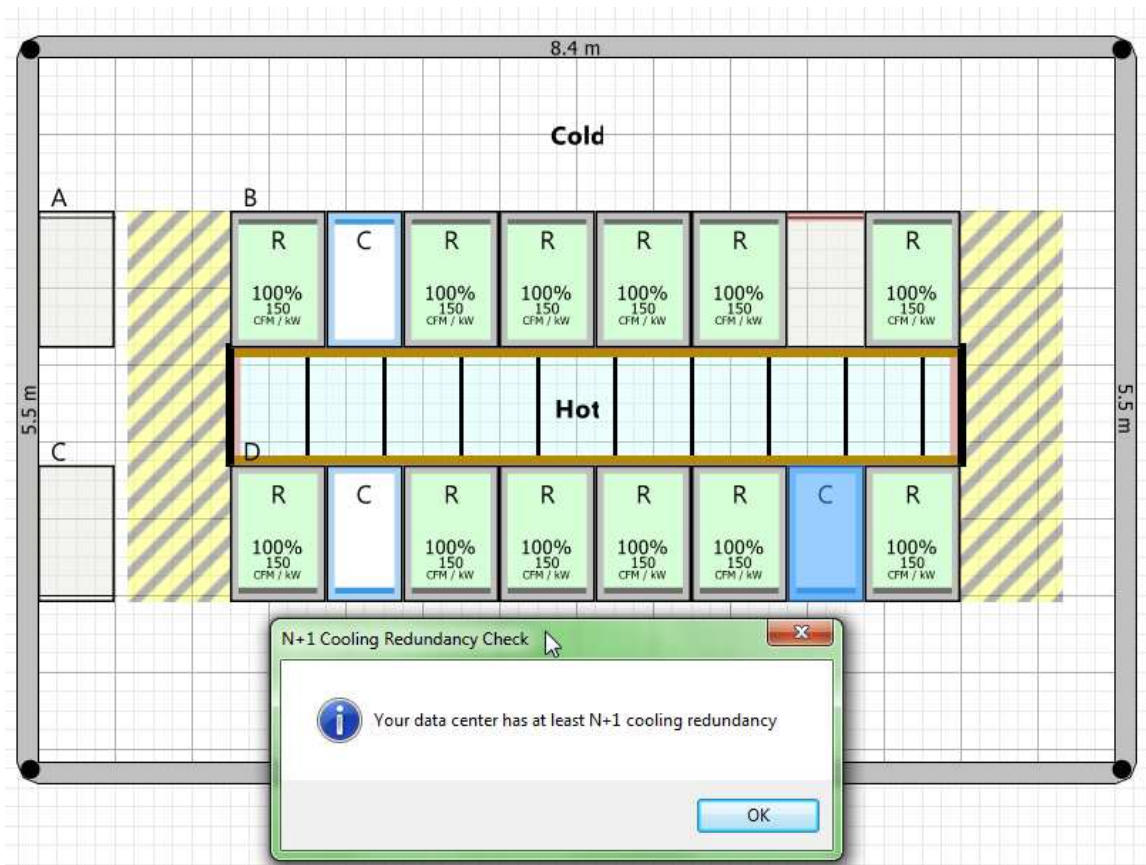 8.4 m
Cold
A
B
R C R R R R R
100% 100% 100% 100% 100% 100%
150 150 150 150 150 150
CFM / kW CFM / kW CFM / kW CFM / kW CFM / kW CFM / kW
5.5 m
Hot
5.5 m
C
D
R C R R R R C R
100% 100% 100% 100% 100% 100%
150 150 150 150 150 150
CFM / kW CFM / kW CFM / kW CFM / kW CFM / kW CFM / kW
N+1 Cooling Redundancy Check
Your data center has at least N+1 cooling redundancy
OK